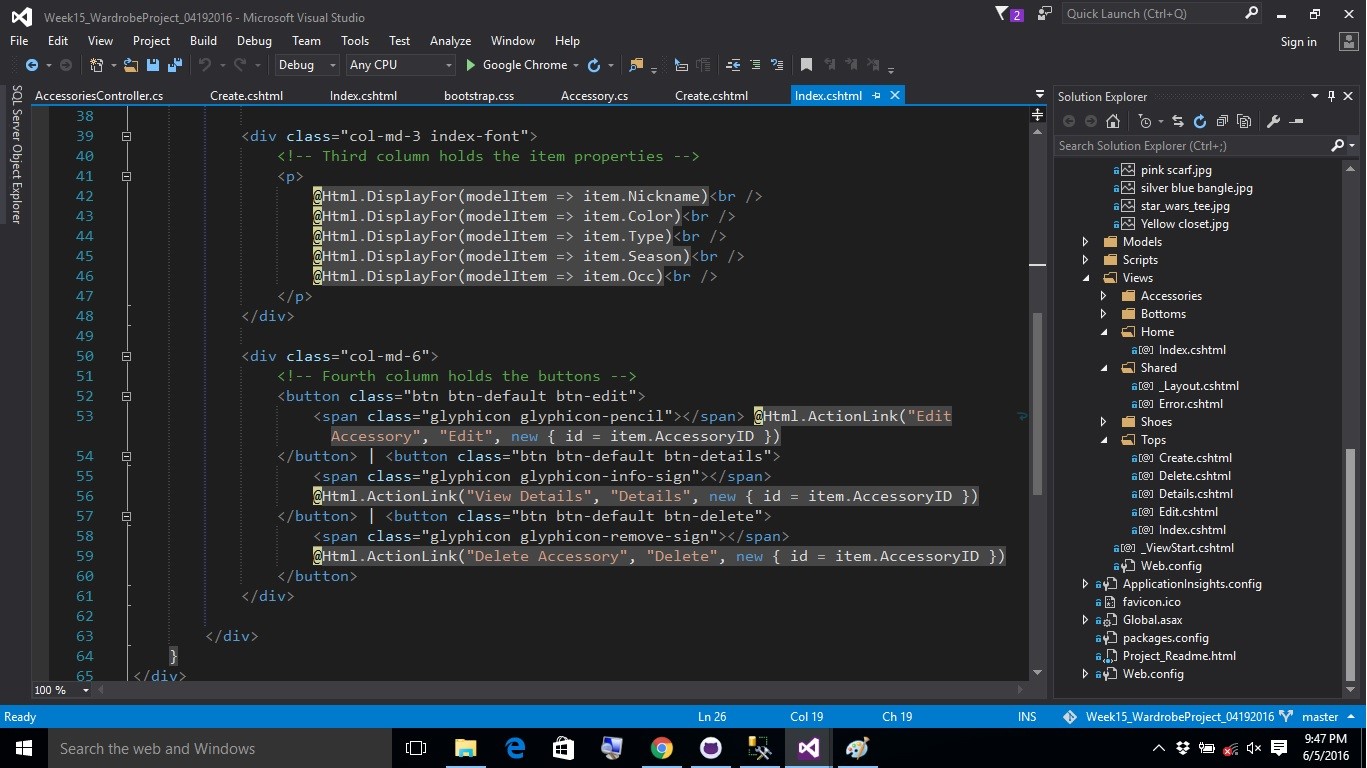 Week15_WardrobeProject_04192016 - Microsoft Visual Studio
2
Quick Launch (Ctrl+Q)
File Edit View Project Build Debug Team Tools Test Analyze Window Help
Sign in
Debug Any CPU Google Chrome
SQL Server Object Explorer
AccessoriesController.cs Create.cshtml Index.cshtml bootstrap.css Accessory.cs Create.cshtml Index.cshtml
38
39 <div class="col-md-3 index-font">
40 <!-- Third column holds the item properties -->
41 <p>
42 @Html.DisplayFor(modelItem => item.Nickname)<br />
43 @Html.DisplayFor(modelItem => item.Color)<br />
44 @Html.DisplayFor(modelItem => item.Type)<br />
45 @Html.DisplayFor(modelItem => item.Season)<br />
46 @Html.DisplayFor(modelItem => item.Occ)<br />
47 </p>
48 </div>
49
50 <div class="col-md-6">
51 <!-- Fourth column holds the buttons -->
52 <button class="btn btn-default btn-edit">
53 <span class="glyphicon glyphicon-pencil"></span> @Html.ActionLink("Edit
Accessory", "Edit", new { id = item.AccessoryID })
54 </button> | <button class="btn btn-default btn-details">
55 <span class="glyphicon glyphicon-info-sign"></span>
56 @Html.ActionLink("View Details", "Details", new { id = item.AccessoryID })
57 </button> | <button class="btn btn-default btn-delete">
58 <span class="glyphicon glyphicon-remove-sign"></span>
59 @Html.ActionLink("Delete Accessory", "Delete", new { id = item.AccessoryID })
60 </button>
61 </div>
62
63 </div>
64 }
65 </div>
100 %
Solution Explorer
Search Solution Explorer (Ctrl+;)
pink scarf.jpg
silver blue bangle.jpg
star_wars_tee.jpg
Yellow closet.jpg
Models
Scripts
Views
Accessories
Bottoms
Home
Index.cshtml
Shared
_Layout.cshtml
Error.cshtml
Shoes
Tops
Create.cshtml
Delete.cshtml
Details.cshtml
Edit.cshtml
Index.cshtml
_ViewStart.cshtml
Web.config
ApplicationInsights.config
favicon.ico
Global.asax
packages.config
Project_Readme.html
Web.config
Ready Ln 26 Col 19 Ch 19 INS Week15_WardrobeProject_04192016 master
Search the web and Windows
9:47 PM
6/5/2016